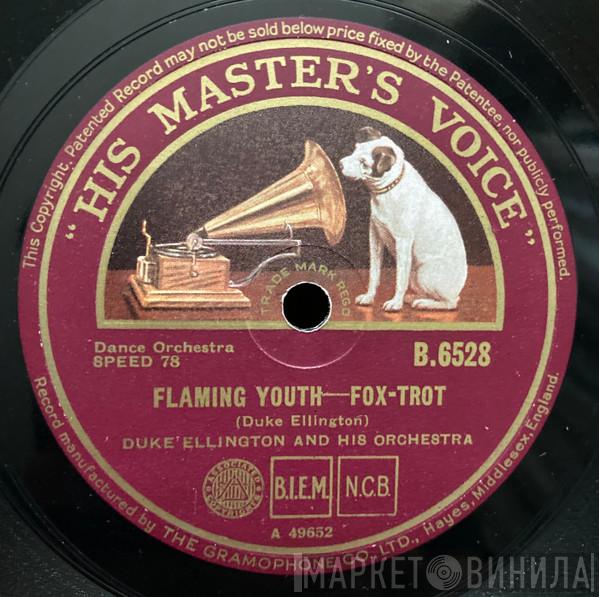 This Copyright. Patented Record may not be sold below price fixed by the Patentee, nor publicly performed.
"HIS MASTER'S VOICE"
TRADE MARK REGD
Dance Orchestra
SPEED 78
B.6528
FLAMING YOUTH—FOX-TROT
(Duke Ellington)
DUKE ELLINGTON AND HIS ORCHESTRA
ASSOCIATED
B.I.E.M.
N.C.B.
A 49652
Record manufactured by THE GRAMOPHONE CO., LTD., Hayes, Middlesex, England.
МАРКЕТ ВИНИЛА